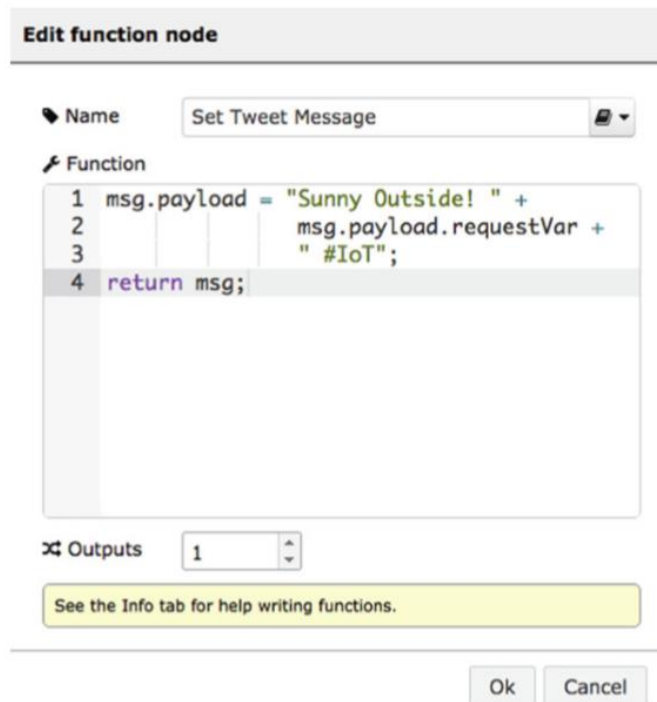 Edit function node
Name Set Tweet Message
Function
1 msg.payload = "Sunny Outside! " +
2 msg.payload.requestVar +
3 " #IoT";
4 return msg;
Outputs 1
See the Info tab for help writing functions.
Ok Cancel